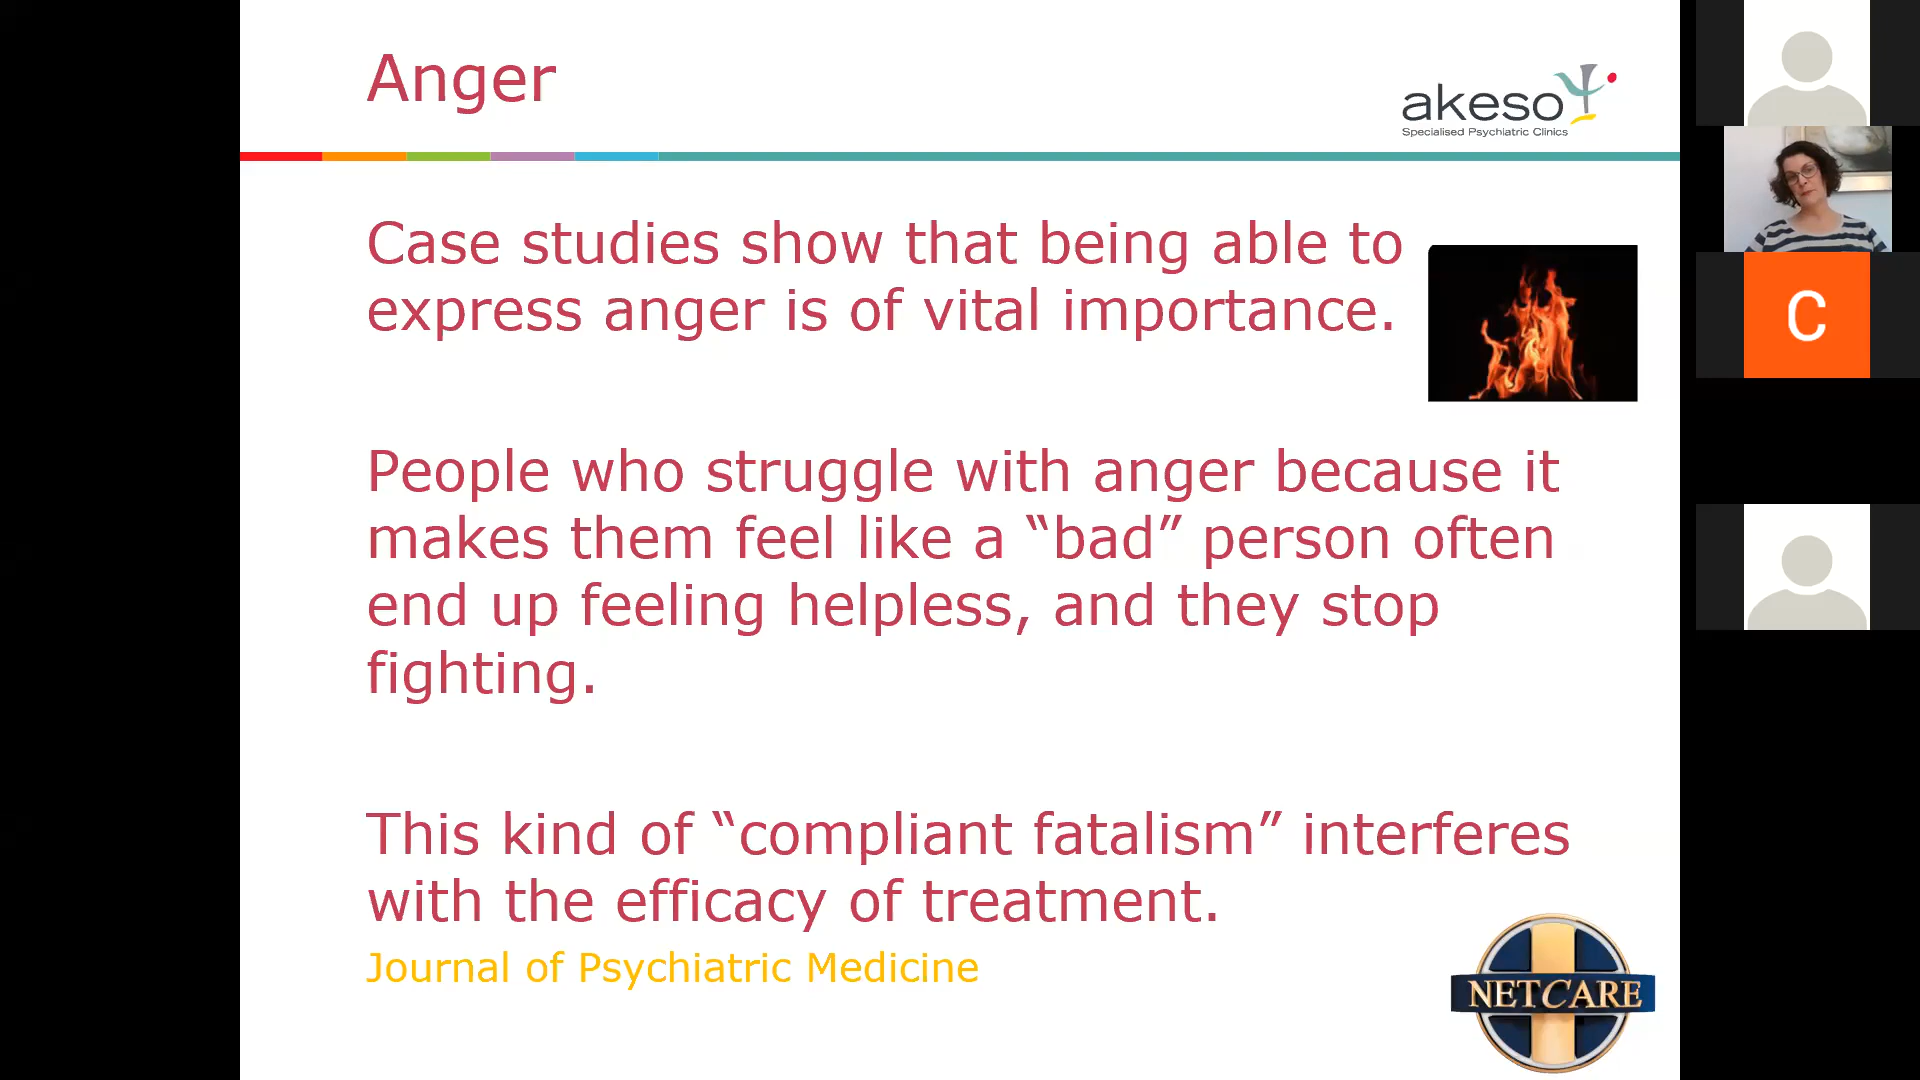 Anger
akeso
Specialised Psychiatric Clinics
Case studies show that being able to
express anger is of vital importance.
People who struggle with anger because it
makes them feel like a “bad” person often
end up feeling helpless, and they stop
fighting.
This kind of “compliant fatalism” interferes
with the efficacy of treatment.
Journal of Psychiatric Medicine
NETCARE
C